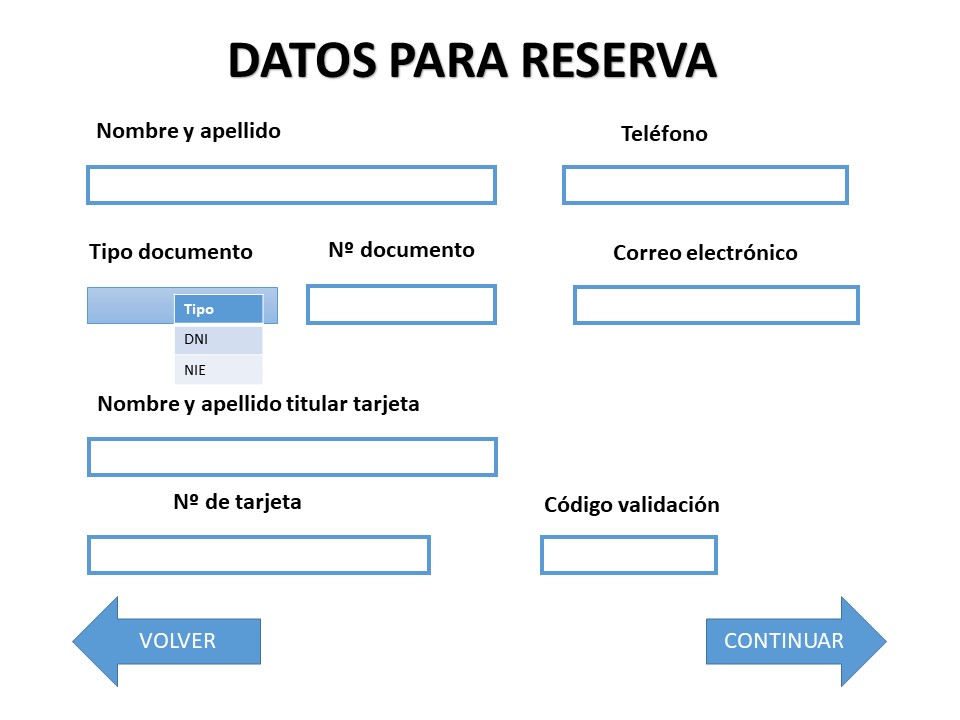 DATOS PARA RESERVA
Nombre y apellido
Teléfono
Tipo documento
Nº documento
Correo electrónico
Tipo
DNI
NIE
Nombre y apellido titular tarjeta
Nº de tarjeta
Código validación
VOLVER
CONTINUAR